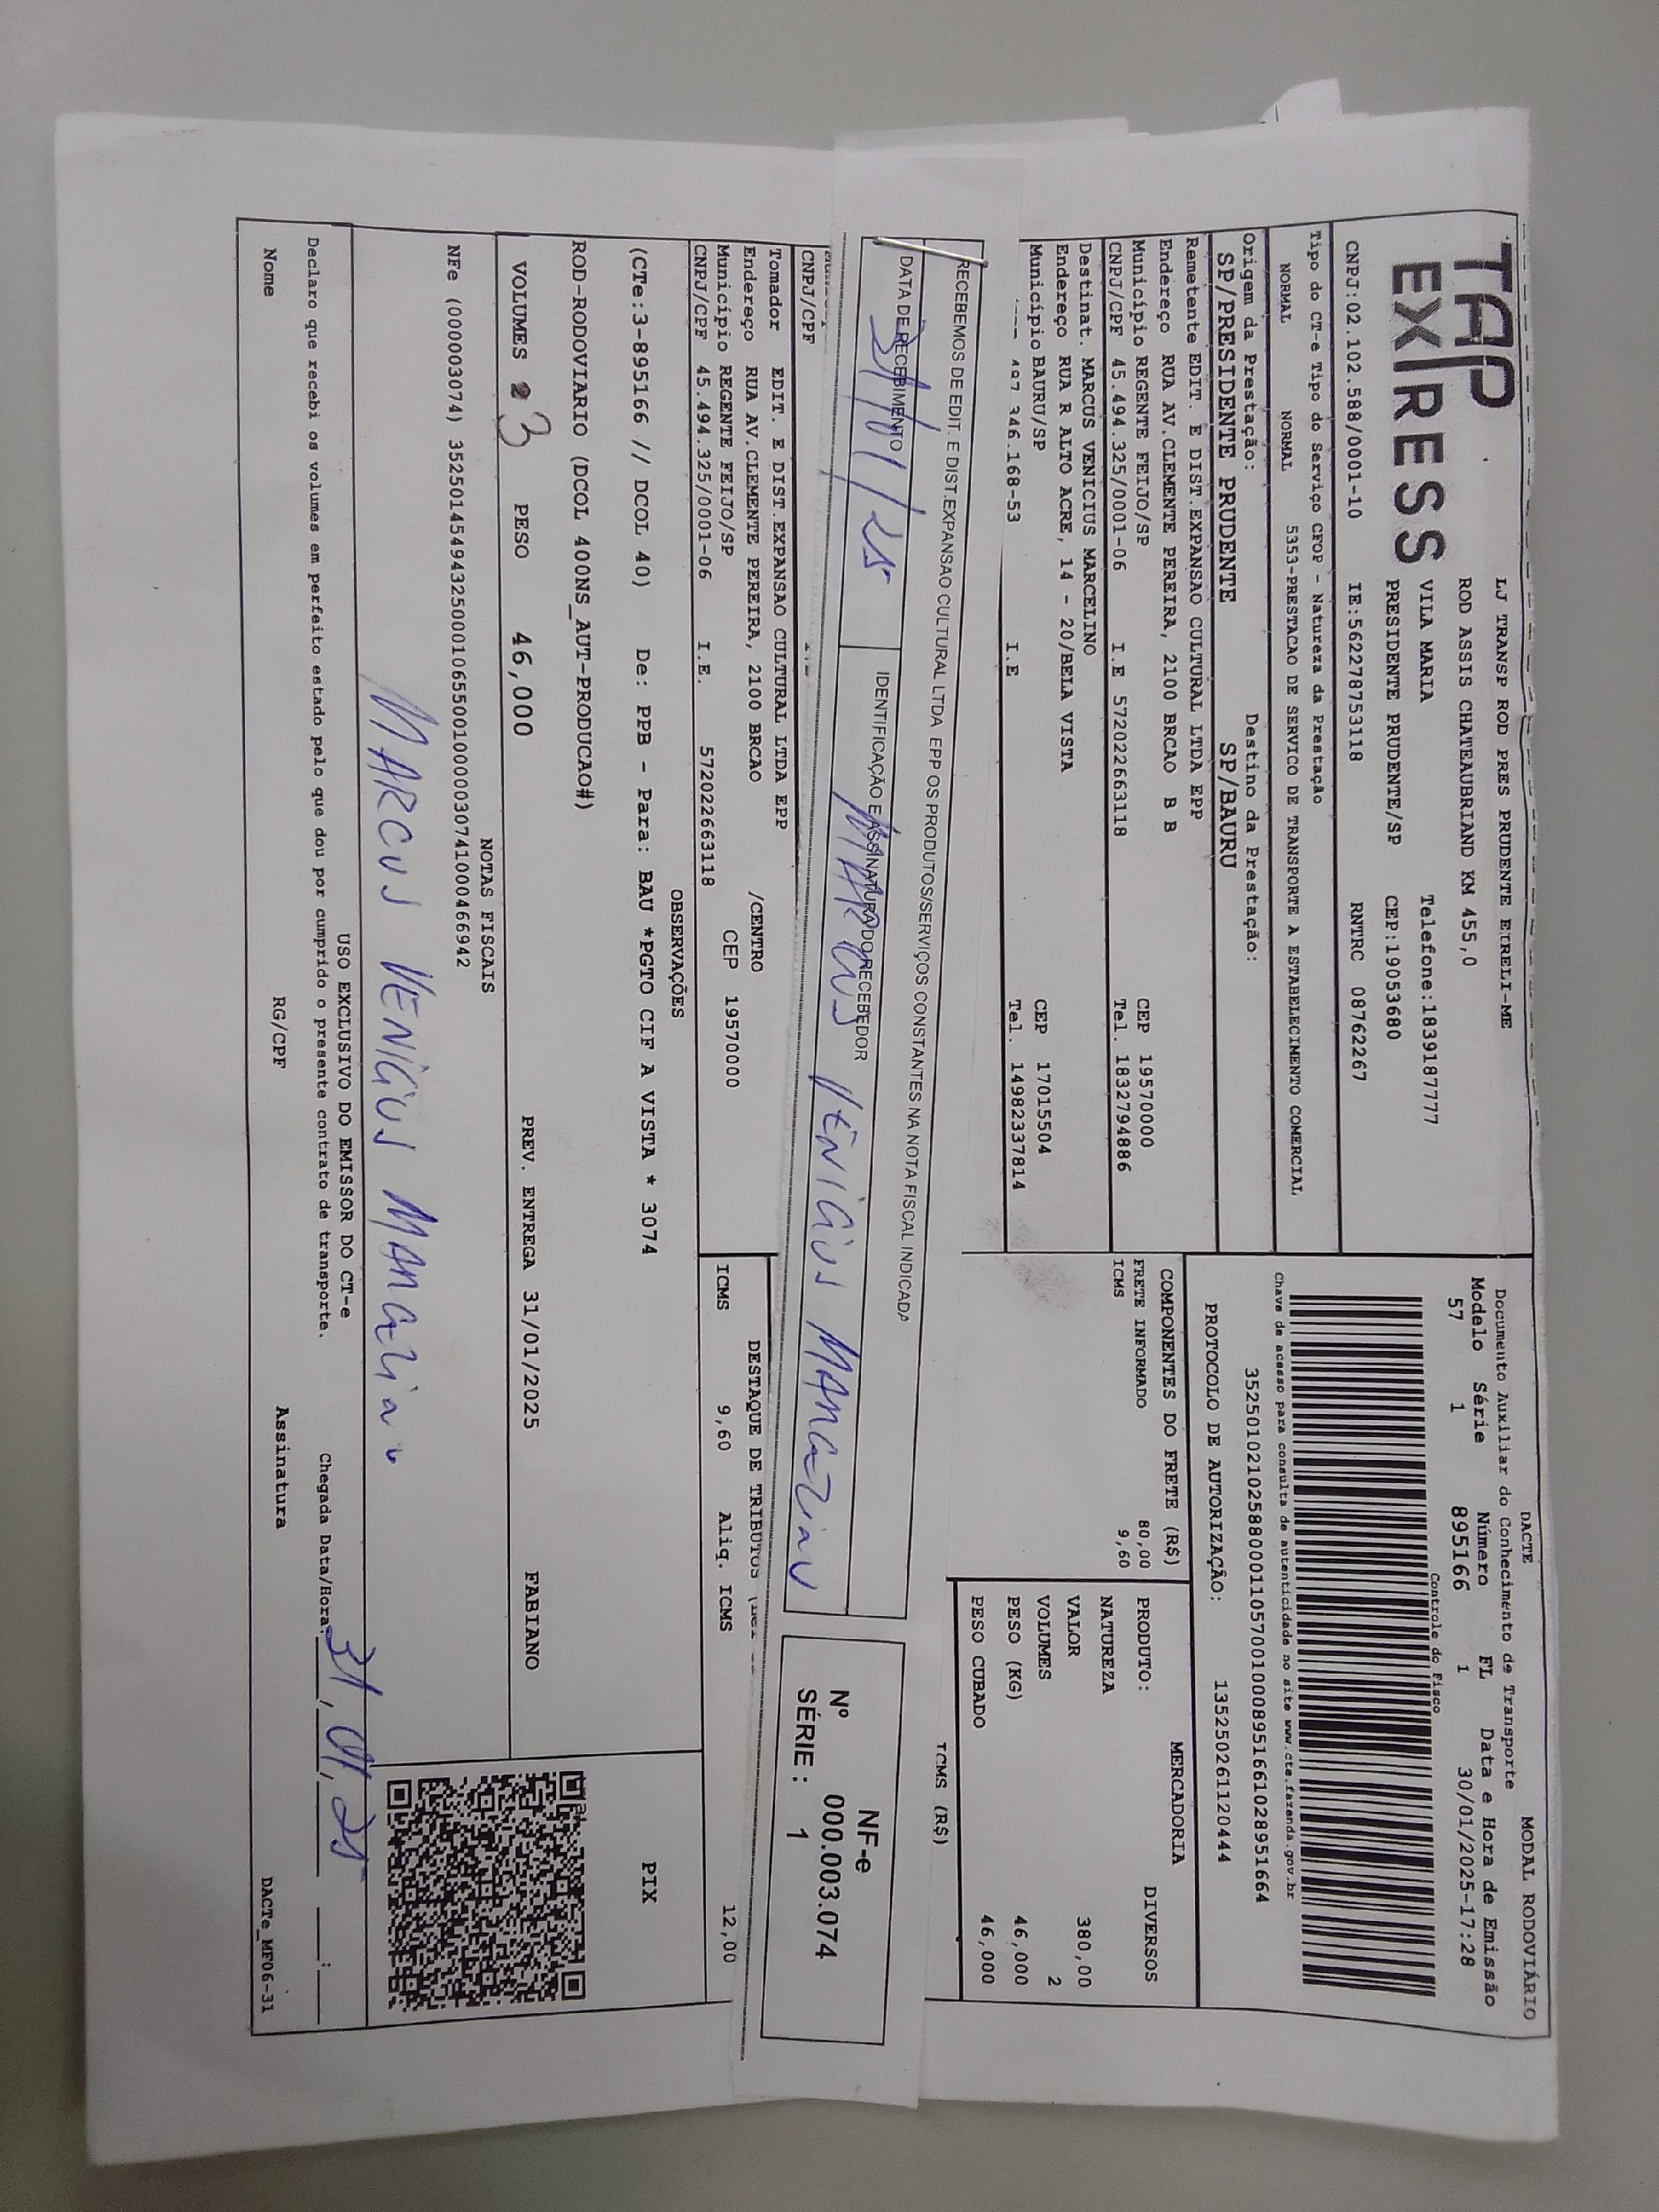 TAP
EXPRESS
LJ TRANSP ROD PRES PRUDENTE EIRELI-ME
ROD ASSIS CHATEAUBRIAND KM 455,0
VILA MARIA Telefone:1839187777
PRESIDENTE PRUDENTE/SP CEP:19053680
CNPJ:02.102.588/0001-10 IE:562278753118 RNTRC 08762267
Tipo do CT-e Tipo do Serviço CFOP - Natureza da Prestação
NORMAL NORMAL 5353-PRESTACAO DE SERVICO DE TRANSPORTE A ESTABELECIMENTO COMERCIAL
Origem da Prestação: Destino da Prestação:
SP/PRESIDENTE PRUDENTE SP/BAURU
DACTE MODAL RODOVIÁRIO
Documento Auxiliar do Conhecimento de Transporte
Modelo Série Número FL Data e Hora de Emissão
57 1 895166 1 30/01/2025-17:28
Controle do Fisco
Chave de acesso para consulta de autenticidade no site www.cte.fazenda.gov.br
35250102102588000110570010008951661028951664
PROTOCOLO DE AUTORIZAÇÃO: 135250261120444
Remetente EDIT. E DIST.EXPANSAO CULTURAL LTDA EPP
Endereço RUA AV.CLEMENTE PEREIRA, 2100 BRCAO B B
Município REGENTE FEIJO/SP CEP 19570000
CNPJ/CPF 45.494.325/0001-06 I.E 572022663118 Tel. 1832794886
Destinat. MARCUS VENICIUS MARCELINO
Endereço RUA R ALTO ACRE, 14 - 20/BELA VISTA
Município BAURU/SP CEP 17015504
346.168-53 I.E Tel. 14982337814
COMPONENTES DO FRETE (R$)
FRETE INFORMADO 80,00
ICMS 9,60
MERCADORIA
PRODUTO: DIVERSOS
NATUREZA
VALOR 380,00
VOLUMES 2
PESO (KG) 46,000
PESO CUBADO 46,000
ICMS (R$)
RECEBEMOS DE EDIT. E DIST.EXPANSAO CULTURAL LTDA EPP OS PRODUTOS/SERVIÇOS CONSTANTES NA NOTA FISCAL INDICADA
DATA DE RECEBIMENTO IDENTIFICAÇÃO E ASSINATURA DO RECEBEDOR
31/01/25 MARCUS VENICIUS
NF-e
Nº 000.003.074
SÉRIE: 1
CNPJ/CPF
Tomador EDIT. E DIST.EXPANSAO CULTURAL LTDA EPP
Endereço RUA AV.CLEMENTE PEREIRA, 2100 BRCAO /CENTRO
Município REGENTE FEIJO/SP CEP 19570000
CNPJ/CPF 45.494.325/0001-06 I.E. 572022663118
DESTAQUE DE TRIBUTOS
ICMS 9,60 Aliq. ICMS 12,00
OBSERVAÇÕES
(CTe:3-895166 // DCOL 40) De: PPB - Para: BAU *PGTO CIF A VISTA * 3074
ROD-RODOVIARIO (DCOL 400NS_AUT-PRODUCAO#)
PIX
VOLUMES 2 3 PESO 46,000 PREV. ENTREGA 31/01/2025 FABIANO
NOTAS FISCAIS
NFe (000003074) 35250145494325000106550010000030741000466942
MARCUS VENICIUS
USO EXCLUSIVO DO EMISSOR DO CT-e
Declaro que recebi os volumes em perfeito estado pelo que dou por cumprido o presente contrato de transporte. Chegada Data/Hora: 31/01/25 :
Nome RG/CPF Assinatura DACTe_MF06-31